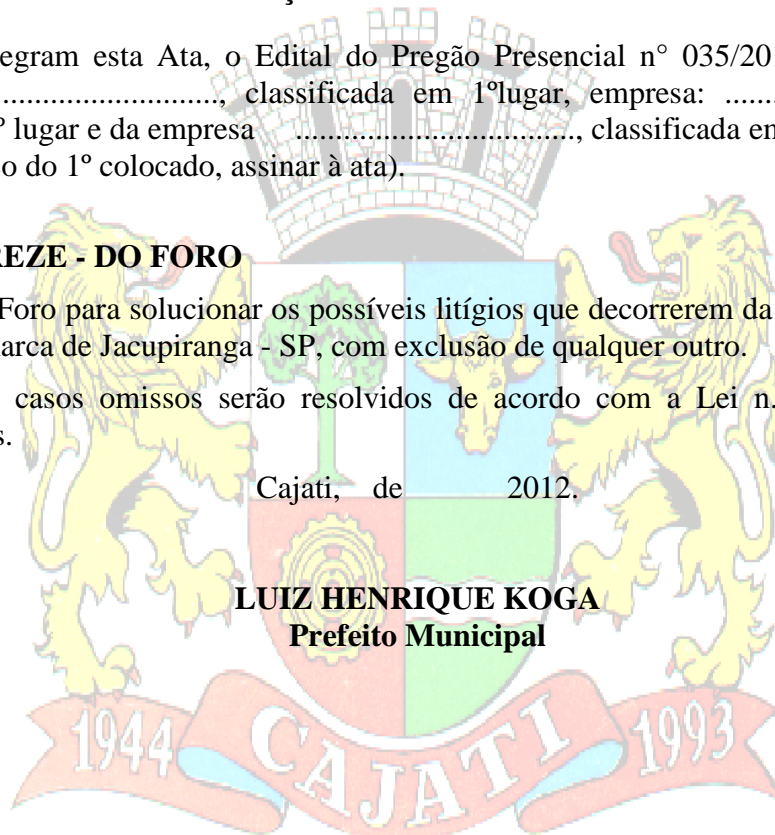 egram esta Ata, o Edital do Pregão Presencial n° 035/20
..........................., classificada em 1ºlugar, empresa: .......
º lugar e da empresa ..................................., classificada em
o do 1º colocado, assinar à ata).
REZE - DO FORO
Foro para solucionar os possíveis litígios que decorrerem da
arca de Jacupiranga - SP, com exclusão de qualquer outro.
casos omissos serão resolvidos de acordo com a Lei n.
s.
Cajati, de 2012.
LUIZ HENRIQUE KOGA
Prefeito Municipal
1944 CAJATI 1993